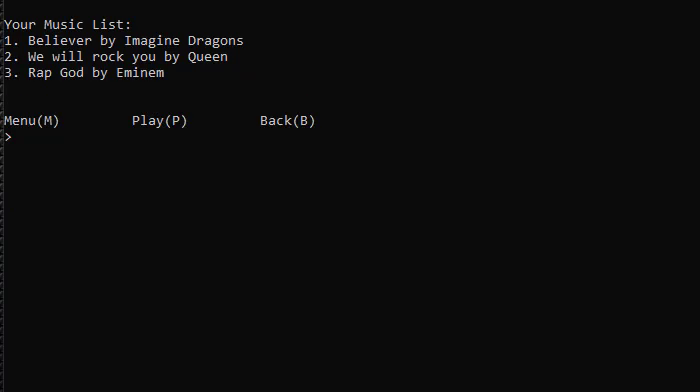 Your Music List:
1. Believer by Imagine Dragons
2. We will rock you by Queen
3. Rap God by Eminem
Menu(M) Play(P) Back(B)
>